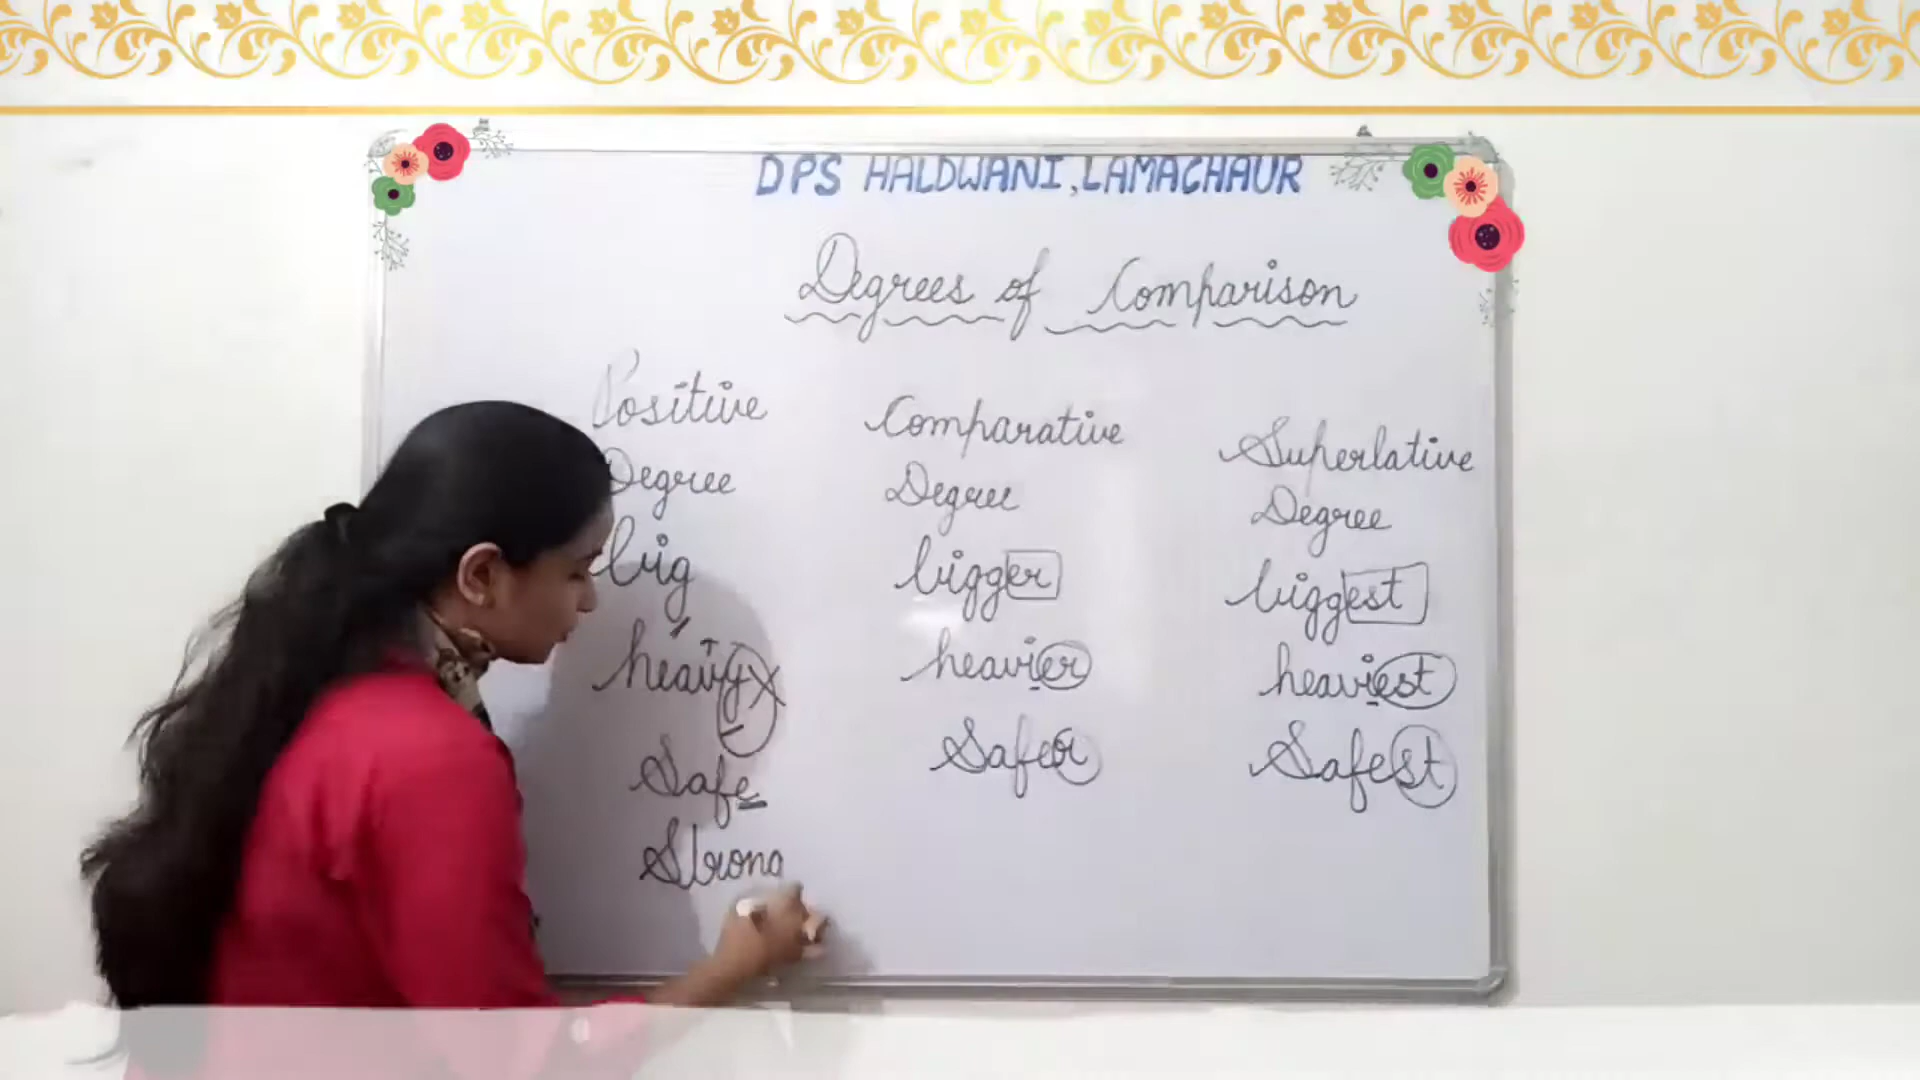 DPS HALDWANI, LAMACHAUR
Degrees of Comparison
Positive Comparative Superlative
Degree Degree Degree
big bigger biggest
heavy heavier heaviest
Safe Safer Safest
Strong